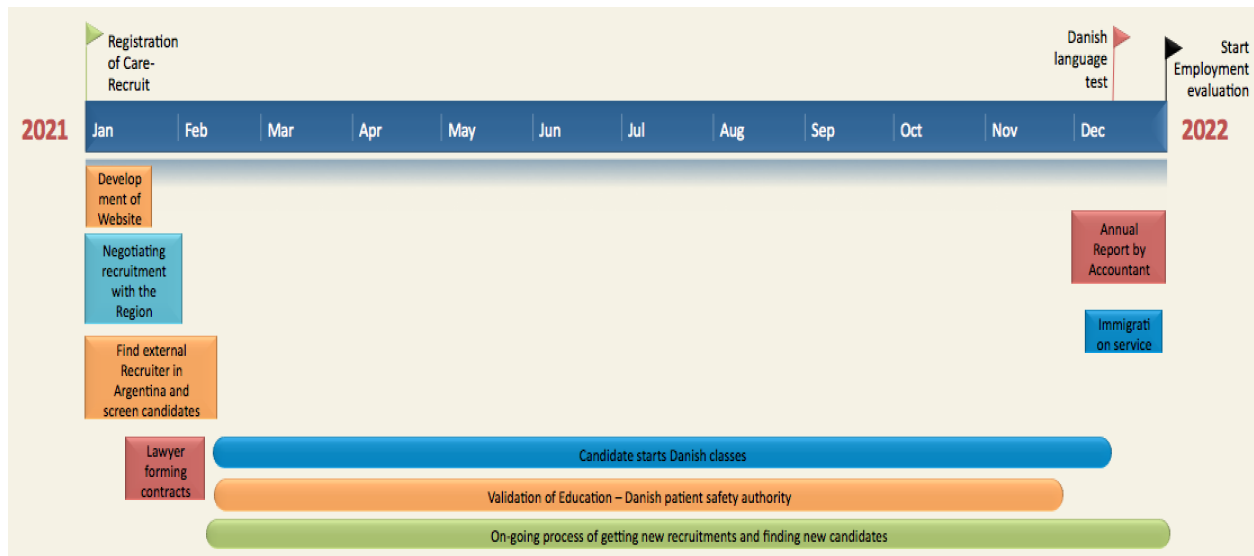 Registration
of Care-
Recruit
Danish
language
test
Start
Employment
evaluation
2021
Jan
Feb
Mar
Apr
May
Jun
Jul
Aug
Sep
Oct
Nov
Dec
2022
Develop
ment of
Website
Negotiating
recruitment
with the
Region
Find external
Recruiter in
Argentina and
screen candidates
Lawyer
forming
contracts
Annual
Report by
Accountant
Immigrati
on service
Candidate starts Danish classes
Validation of Education – Danish patient safety authority
On-going process of getting new recruitments and finding new candidates